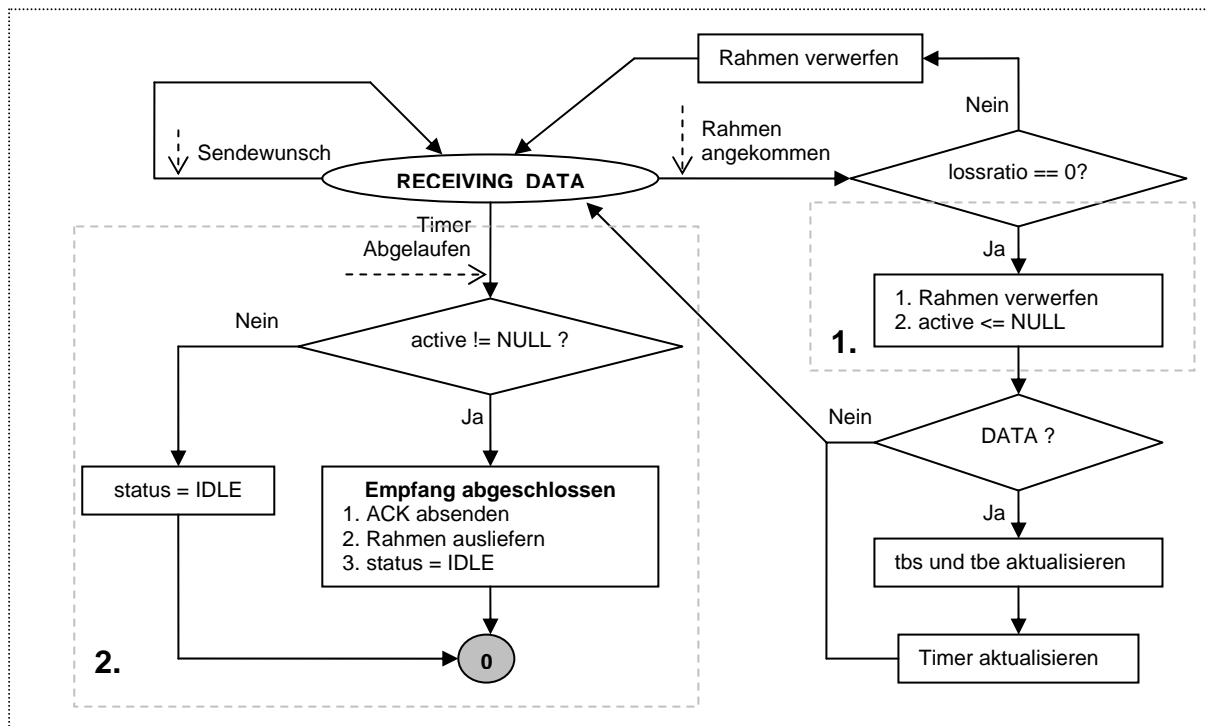 Rahmen verwerfen
Nein
Sendewunsch
Rahmen
angekommen
lossratio == 0?
RECEIVING DATA
Timer
Abgelaufen
Ja
1. Rahmen verwerfen
2. active <= NULL
1.
Nein
active != NULL ?
Ja
Nein
DATA ?
status = IDLE
Empfang abgeschlossen
1. ACK absenden
2. Rahmen ausliefern
3. status = IDLE
Ja
tbs und tbe aktualisieren
2.
0
Timer aktualisieren